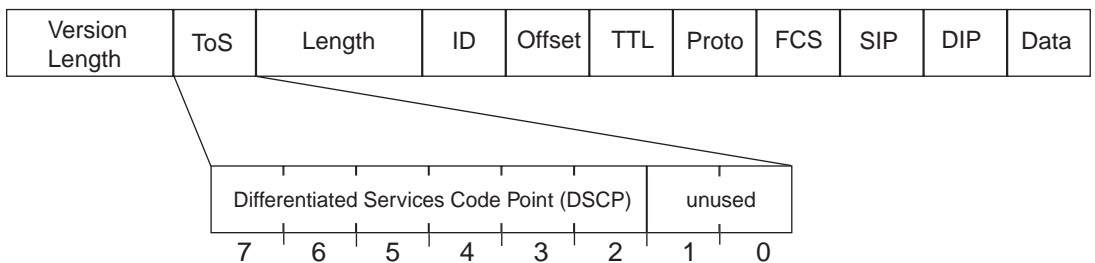 Version Length ToS Length ID Offset TTL Proto FCS SIP DIP Data
Differentiated Services Code Point (DSCP) unused
7 6 5 4 3 2 1 0